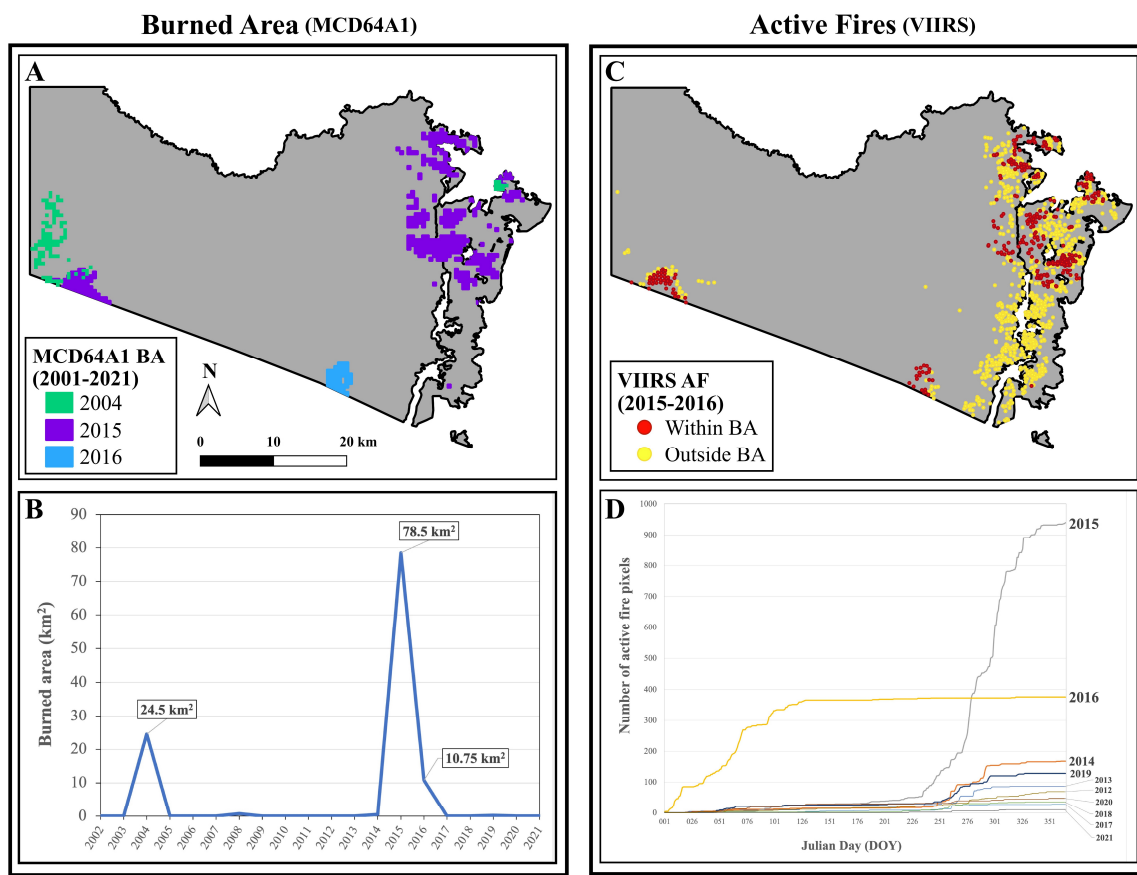 Burned Area (MCD64A1)
Active Fires (VIIRS)
A
MCD64A1 BA
(2001-2021)
2004
2015
2016
N
0 10 20 km
C
VIIRS AF
(2015-2016)
Within BA
Outside BA
B
Burned area (km²)
90
80
70
60
50
40
30
20
10
0
24.5 km²
78.5 km²
10.75 km²
2002 2003 2004 2005 2006 2007 2008 2009 2010 2011 2012 2013 2014 2015 2016 2017 2018 2019 2020 2021
D
Number of active fire pixels
1000
900
800
700
600
500
400
300
200
100
0
2015
2016
2014
2019
2013
2012
2020
2018
2017
2021
001 026 051 076 101 126 151 176 201 226 251 276 301 326 351
Julian Day (DOY)